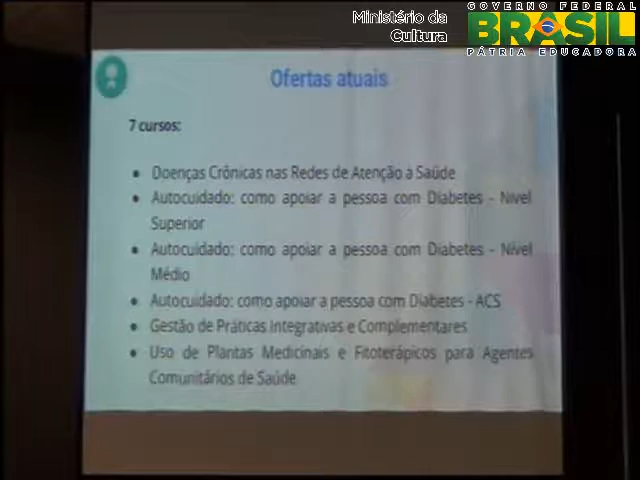 Ministério da
Cultura
GOVERNO FEDERAL
BRASIL
PÁTRIA EDUCADORA
Ofertas atuais
7 cursos:
• Doenças Crônicas nas Redes de Atenção à Saúde
• Autocuidado: como apoiar a pessoa com Diabetes - Nível
Superior
• Autocuidado: como apoiar a pessoa com Diabetes - Nível
Médio
• Autocuidado: como apoiar a pessoa com Diabetes - ACS
• Gestão de Práticas Integrativas e Complementares
• Uso de Plantas Medicinais e Fitoterápicos para Agentes
Comunitários de Saúde